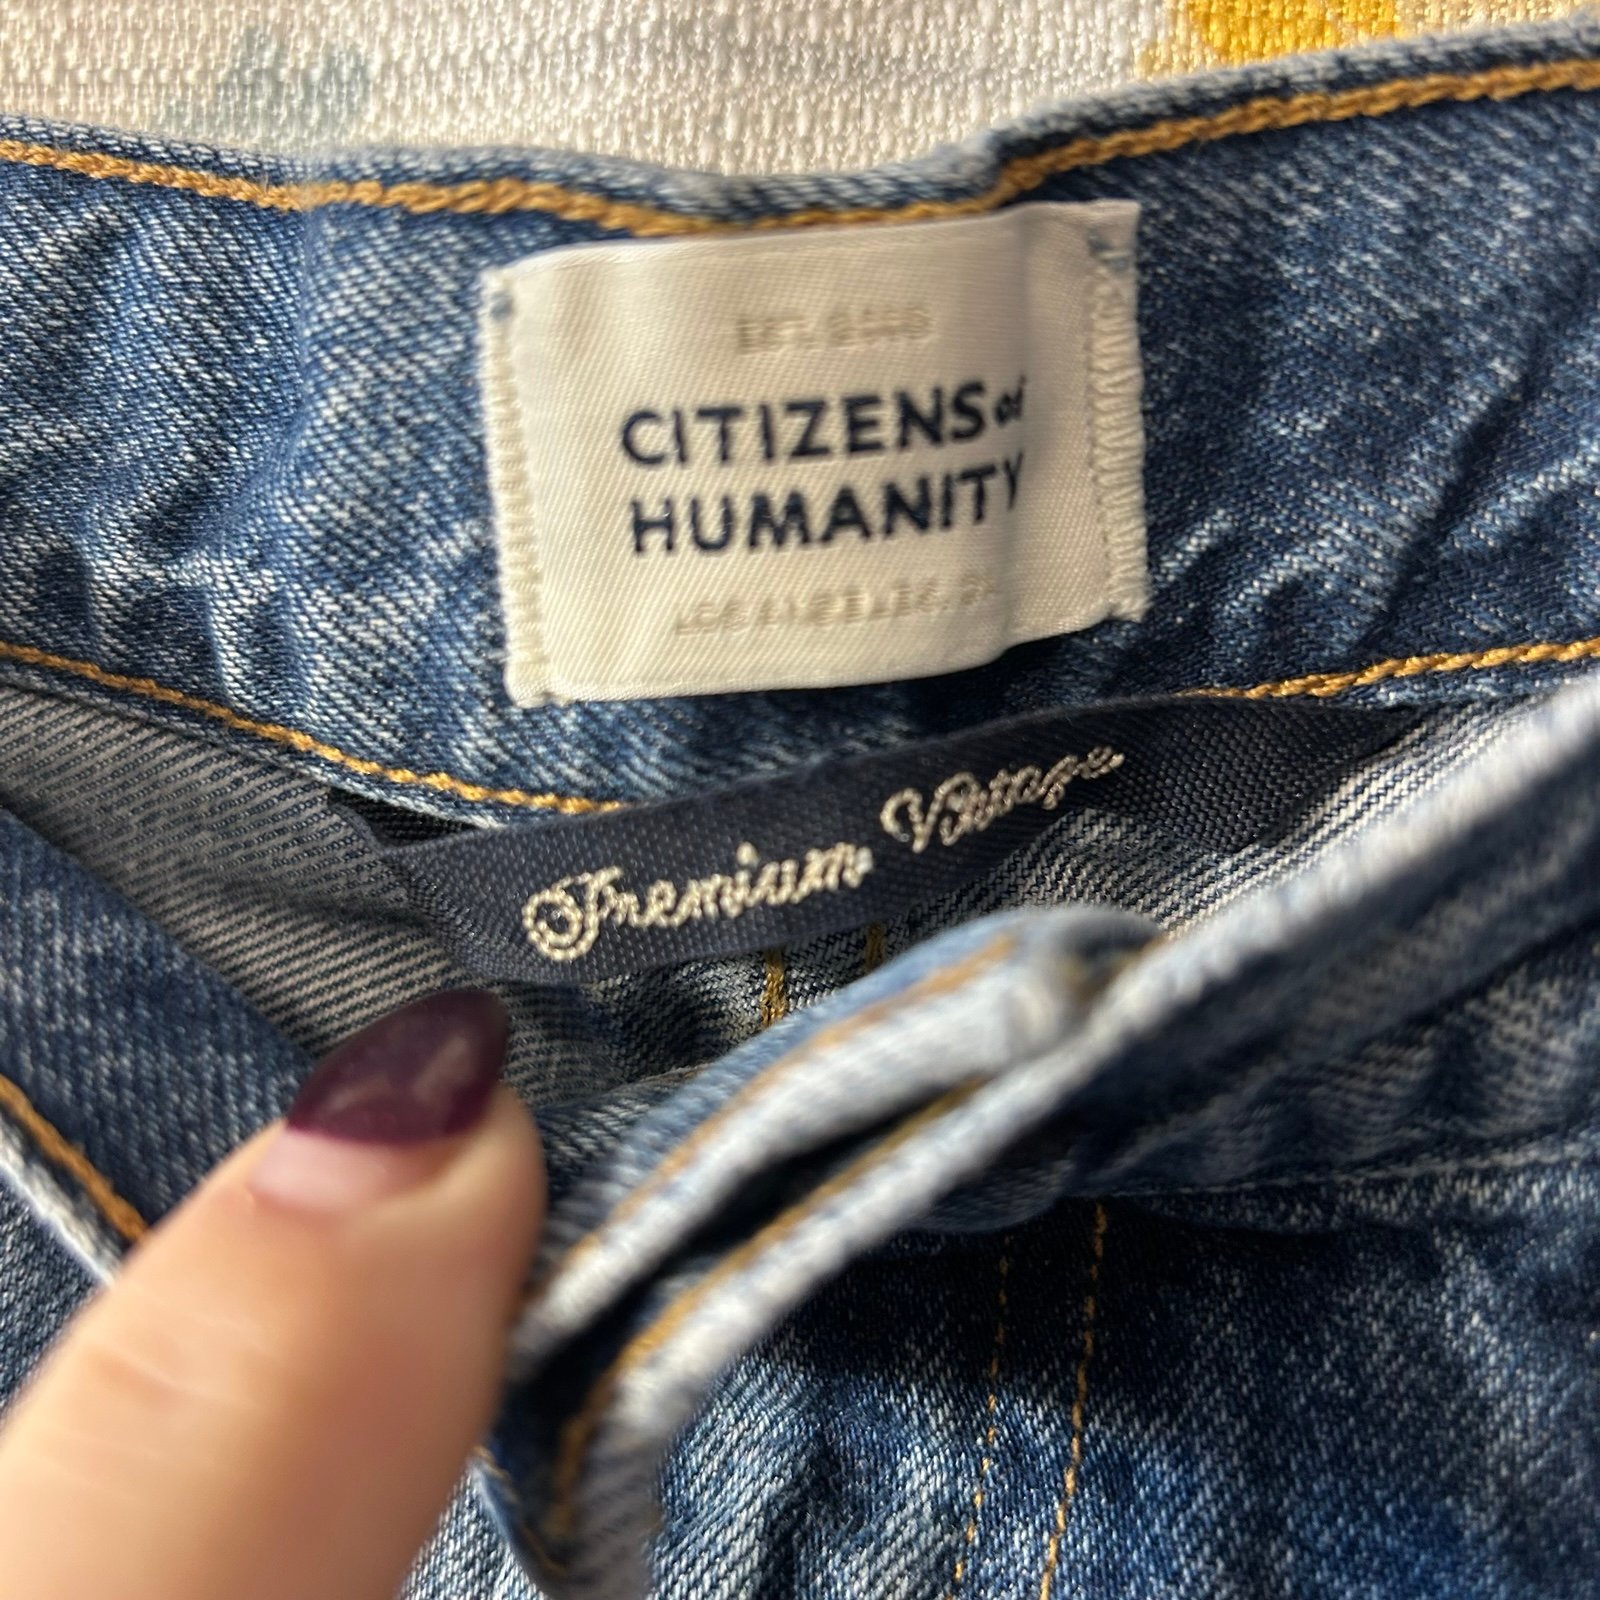 CITIZENS of
HUMANITY
Premium Vintage